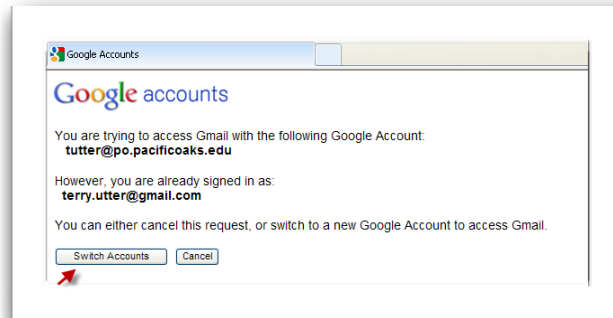 Google Accounts
Google accounts
You are trying to access Gmail with the following Google Account:
tutter@po.pacificoaks.edu
However, you are already signed in as:
terry.utter@gmail.com
You can either cancel this request, or switch to a new Google Account to access Gmail.
Switch Accounts Cancel